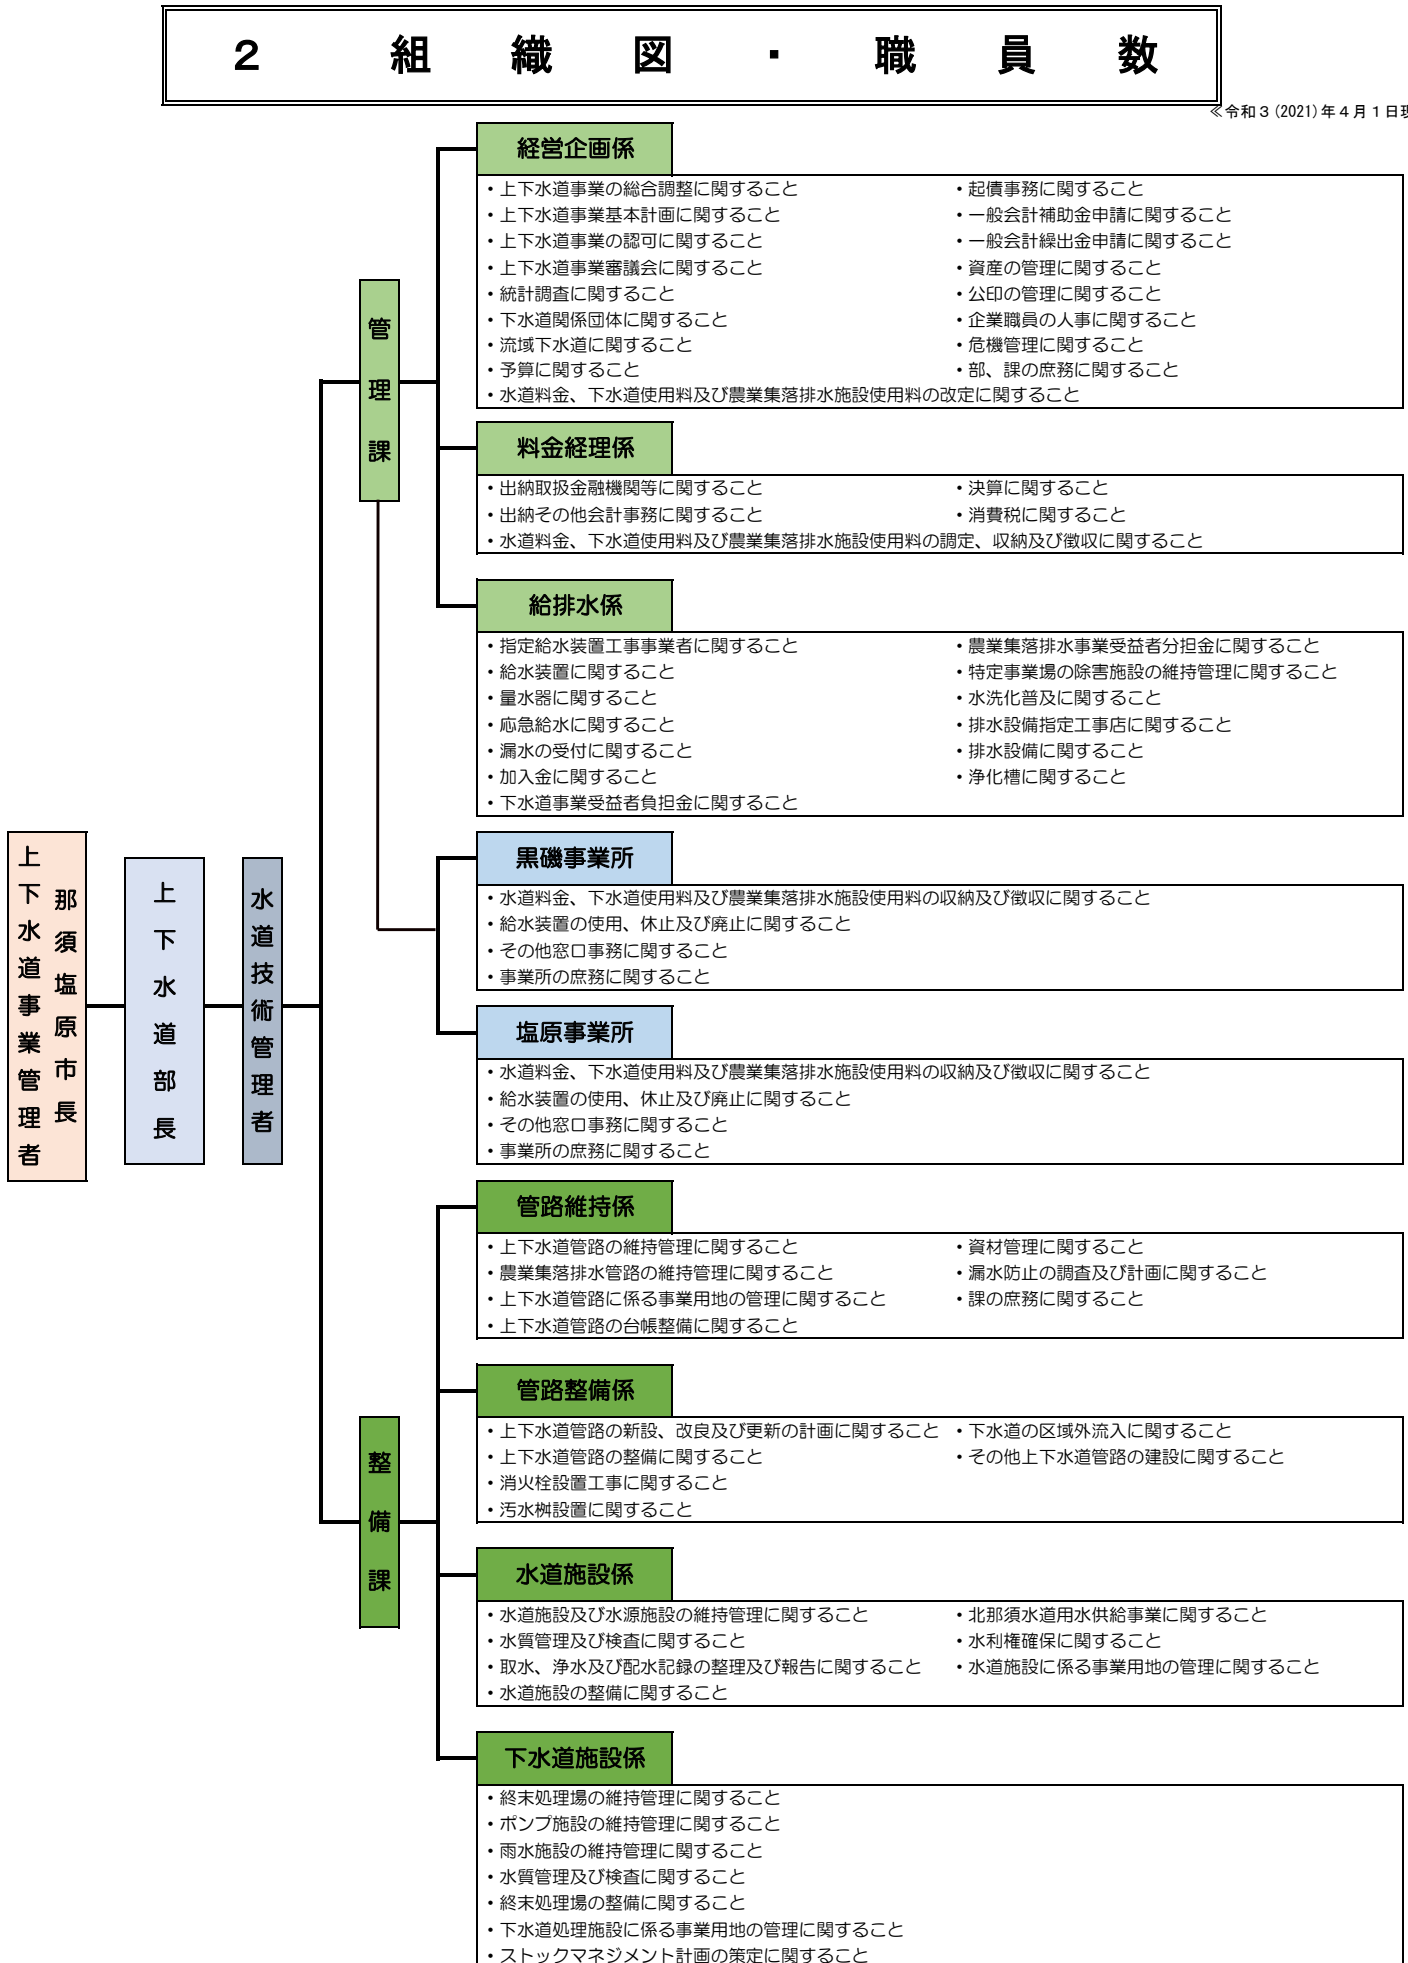 ２ 組 織 図 ・ 職 員 数
≪令和３(2021)年４月１日現
経営企画係
・上下水道事業の総合調整に関すること ・起債事務に関すること
・上下水道事業基本計画に関すること ・一般会計補助金申請に関すること
・上下水道事業の認可に関すること ・一般会計繰出金申請に関すること
・上下水道事業審議会に関すること ・資産の管理に関すること
・統計調査に関すること ・公印の管理に関すること
・下水道関係団体に関すること ・企業職員の人事に関すること
・流域下水道に関すること ・危機管理に関すること
・予算に関すること ・部、課の庶務に関すること
・水道料金、下水道使用料及び農業集落排水施設使用料の改定に関すること
管理課
料金経理係
・出納取扱金融機関等に関すること ・決算に関すること
・出納その他会計事務に関すること ・消費税に関すること
・水道料金、下水道使用料及び農業集落排水施設使用料の調定、収納及び徴収に関すること
給排水係
・指定給水装置工事事業者に関すること ・農業集落排水事業受益者分担金に関すること
・給水装置に関すること ・特定事業場の除害施設の維持管理に関すること
・量水器に関すること ・水洗化普及に関すること
・応急給水に関すること ・排水設備指定工事店に関すること
・漏水の受付に関すること ・排水設備に関すること
・加入金に関すること ・浄化槽に関すること
・下水道事業受益者負担金に関すること
那須塩原市長
上下水道事業管理者
上下水道部長
水道技術管理者
黒磯事業所
・水道料金、下水道使用料及び農業集落排水施設使用料の収納及び徴収に関すること
・給水装置の使用、休止及び廃止に関すること
・その他窓口事務に関すること
・事業所の庶務に関すること
塩原事業所
・水道料金、下水道使用料及び農業集落排水施設使用料の収納及び徴収に関すること
・給水装置の使用、休止及び廃止に関すること
・その他窓口事務に関すること
・事業所の庶務に関すること
管路維持係
・上下水道管路の維持管理に関すること ・資材管理に関すること
・農業集落排水管路の維持管理に関すること ・漏水防止の調査及び計画に関すること
・上下水道管路に係る事業用地の管理に関すること ・課の庶務に関すること
・上下水道管路の台帳整備に関すること
管路整備係
・上下水道管路の新設、改良及び更新の計画に関すること ・下水道の区域外流入に関すること
・上下水道管路の整備に関すること ・その他上下水道管路の建設に関すること
・消火栓設置工事に関すること
・汚水桝設置に関すること
整備課
水道施設係
・水道施設及び水源施設の維持管理に関すること ・北那須水道用水供給事業に関すること
・水質管理及び検査に関すること ・水利権確保に関すること
・取水、浄水及び配水記録の整理及び報告に関すること ・水道施設に係る事業用地の管理に関すること
・水道施設の整備に関すること
下水道施設係
・終末処理場の維持管理に関すること
・ポンプ施設の維持管理に関すること
・雨水施設の維持管理に関すること
・水質管理及び検査に関すること
・終末処理場の整備に関すること
・下水道処理施設に係る事業用地の管理に関すること
・ストックマネジメント計画の策定に関すること